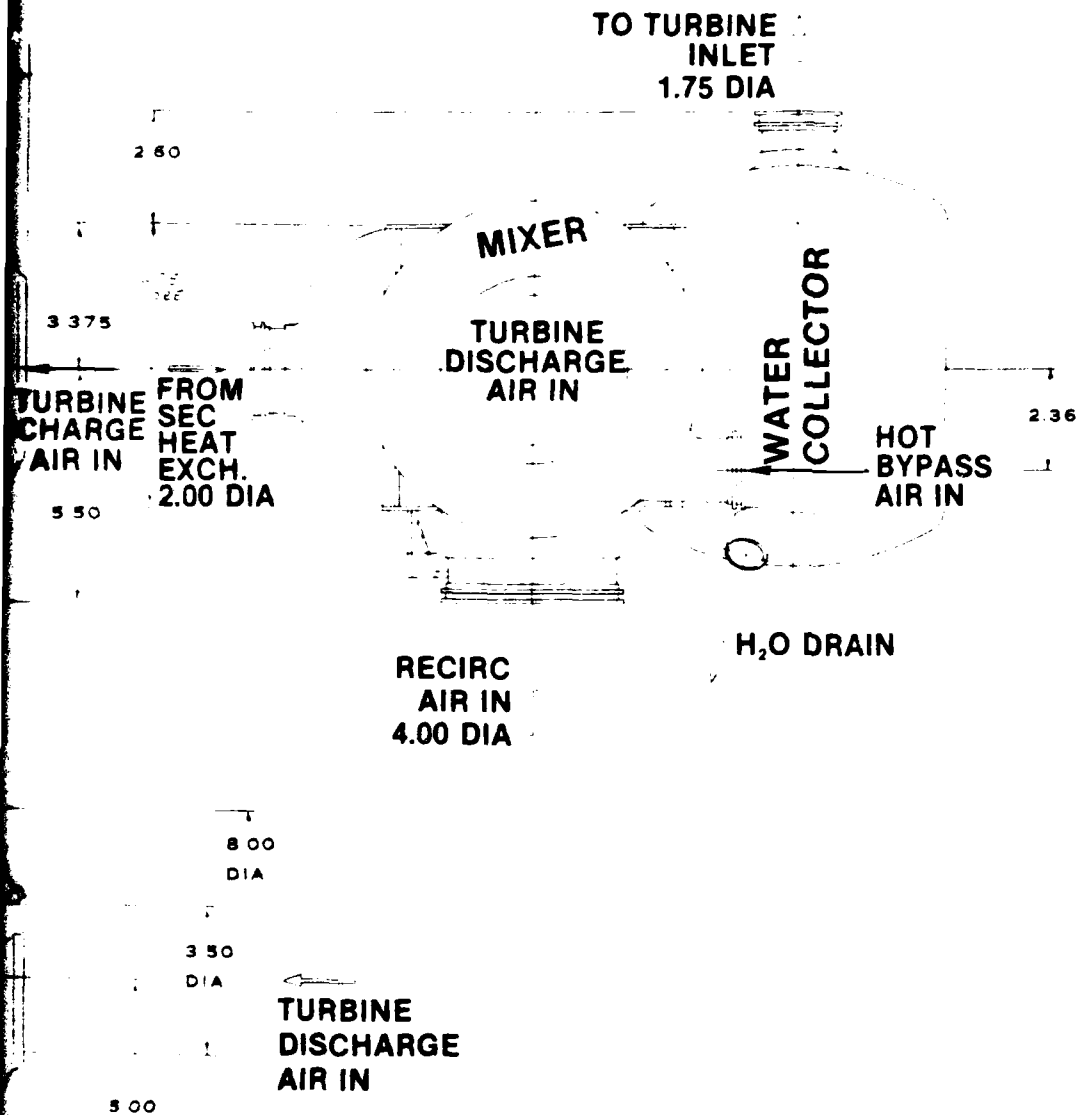 TO TURBINE
INLET
1.75 DIA
2 60
MIXER
3 375
TURBINE
DISCHARGE
AIR IN
WATER
COLLECTOR
TURBINE
CHARGE
AIR IN
FROM
SEC
HEAT
EXCH.
2.00 DIA
2.36
HOT
BYPASS
AIR IN
5 50
H₂O DRAIN
RECIRC
AIR IN
4.00 DIA
8 00
DIA
3 50
DIA
TURBINE
DISCHARGE
AIR IN
5 00